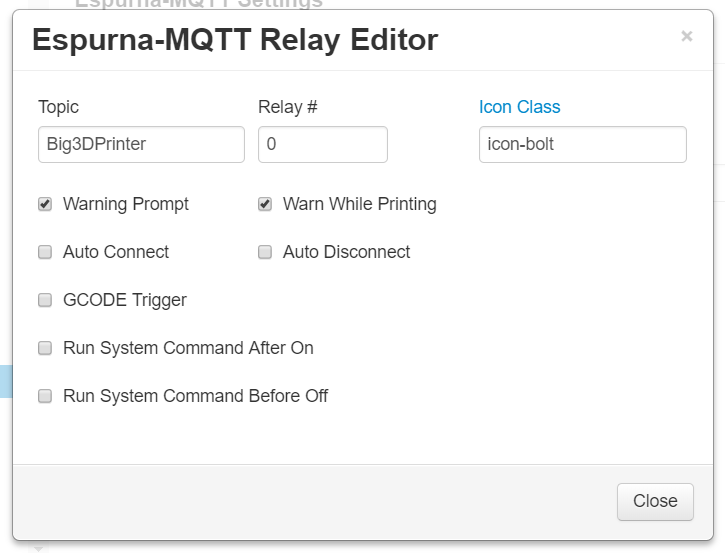 Espurna-MQTT Settings
Espurna-MQTT Relay Editor ×
Topic Relay # Icon Class
Big3DPrinter 0 icon-bolt
Warning Prompt Warn While Printing
Auto Connect Auto Disconnect
GCODE Trigger
Run System Command After On
Run System Command Before Off
Close